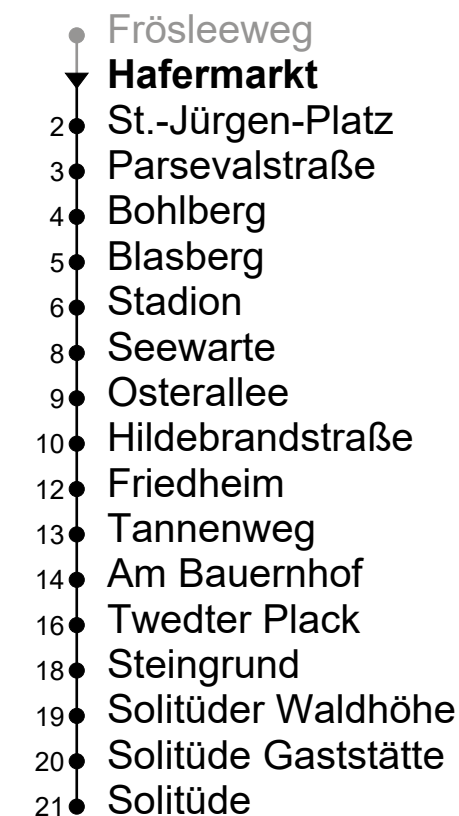 Frösleeweg
Hafermarkt
2 St.-Jürgen-Platz
3 Parsevalstraße
4 Bohlberg
5 Blasberg
6 Stadion
8 Seewarte
9 Osterallee
10 Hildebrandstraße
12 Friedheim
13 Tannenweg
14 Am Bauernhof
16 Twedter Plack
18 Steingrund
19 Solitüder Waldhöhe
20 Solitüde Gaststätte
21 Solitüde